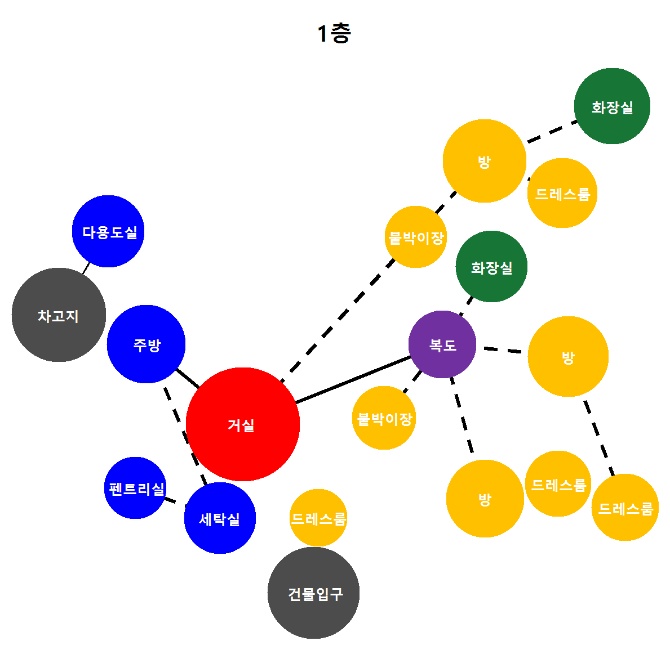 1층
화장실
방
드레스룸
다용도실
붙박이장
화장실
차고지
주방
복도
방
거실
붙박이장
펜트리실
세탁실
드레스룸
방
드레스룸
드레스룸
건물입구